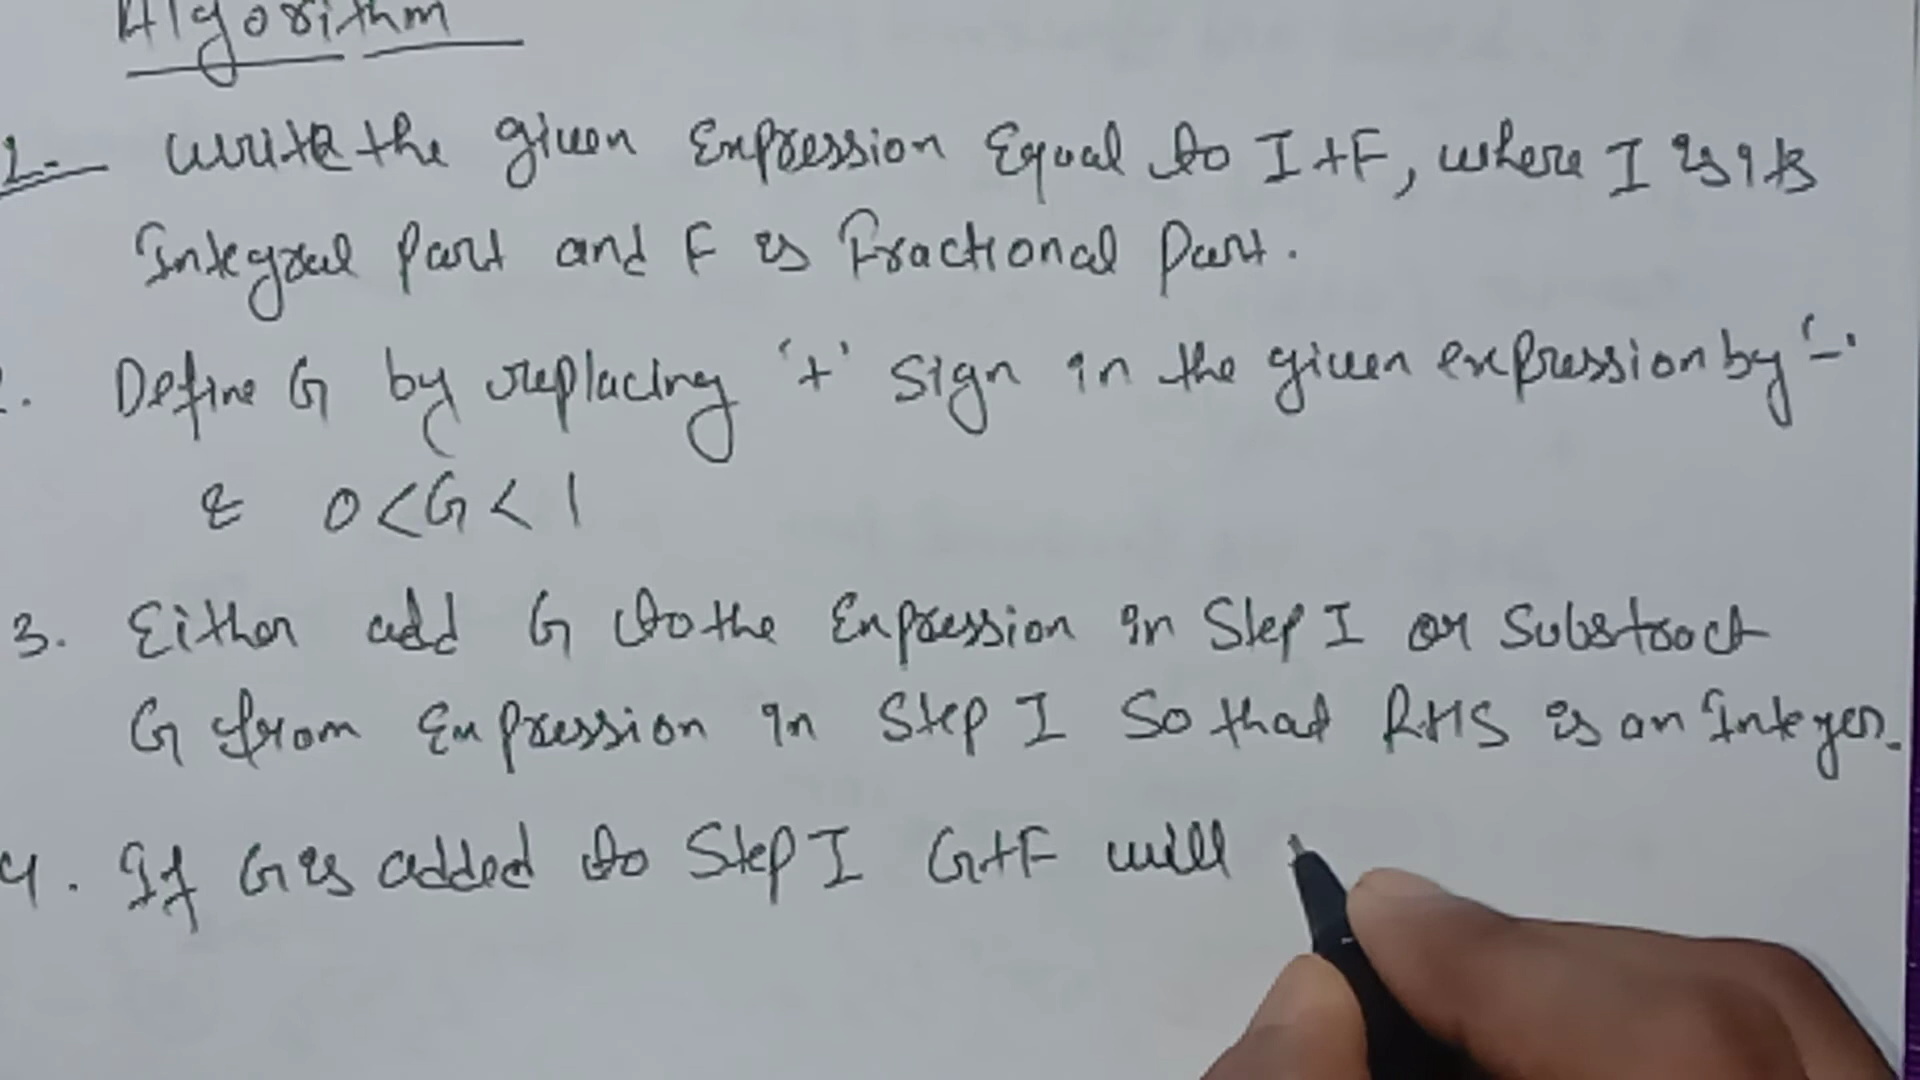 Algorithm
1. write the given Expression Equal to I+F, where I is its
Integral Part and F is Fractional Part.
2. Define G by replacing '+' Sign in the given expression by '-'
& 0<G<1
3. Either add G to the Expression in Step I or Substract
G from Expression in Step I So that RHS is an Integer.
4. If G is added to Step I G+F will